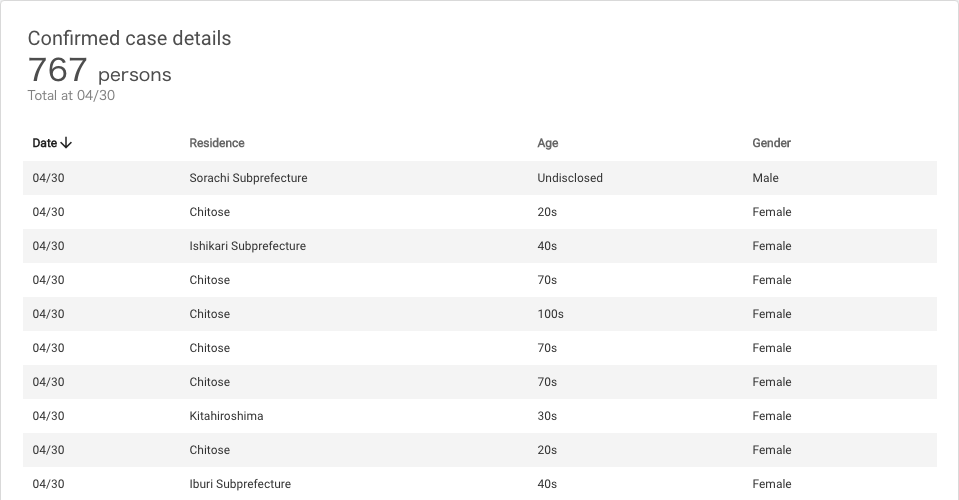 Confirmed case details
767 persons
Total at 04/30
Date Residence Age Gender
04/30 Sorachi Subprefecture Undisclosed Male
04/30 Chitose 20s Female
04/30 Ishikari Subprefecture 40s Female
04/30 Chitose 70s Female
04/30 Chitose 100s Female
04/30 Chitose 70s Female
04/30 Chitose 70s Female
04/30 Kitahiroshima 30s Female
04/30 Chitose 20s Female
04/30 Iburi Subprefecture 40s Female